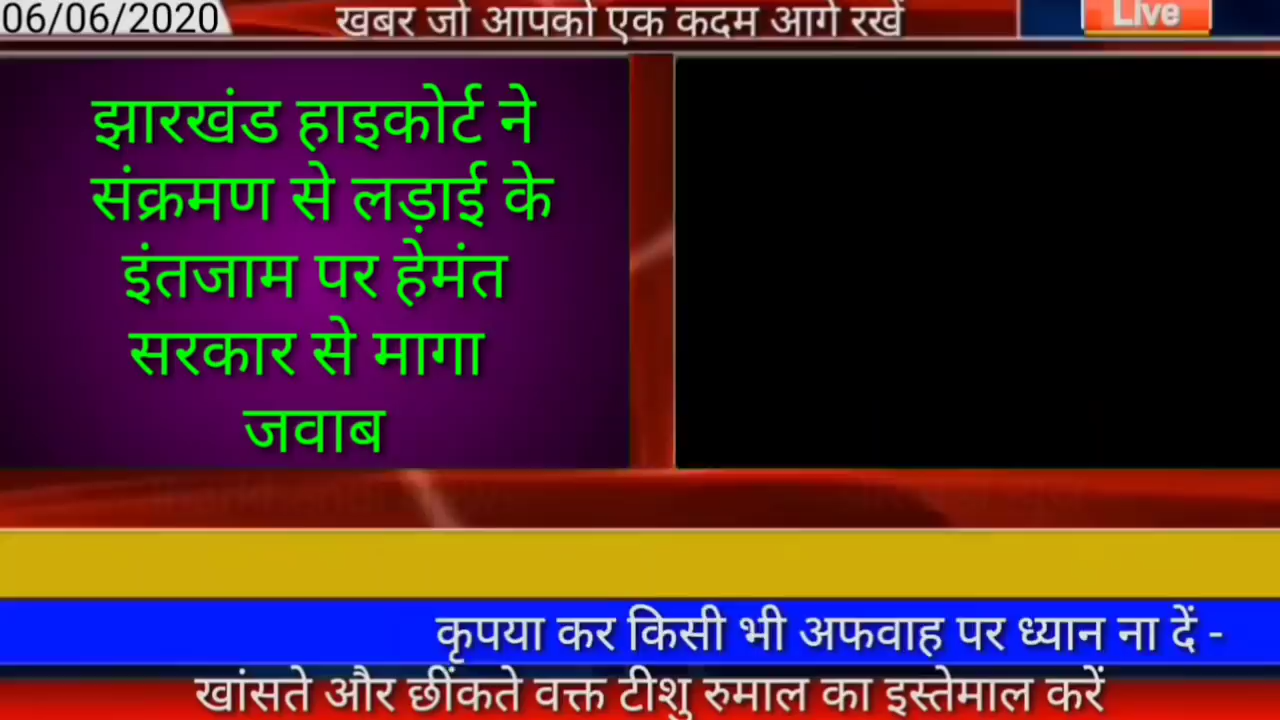 06/06/2020
खबर जो आपको एक कदम आगे रखें
Live
झारखंड हाइकोर्ट ने
संक्रमण से लड़ाई के
इंतजाम पर हेमंत
सरकार से मागा
जवाब
कृपया कर किसी भी अफवाह पर ध्यान ना दें -
खांसते और छींकते वक्त टीशु रुमाल का इस्तेमाल करें